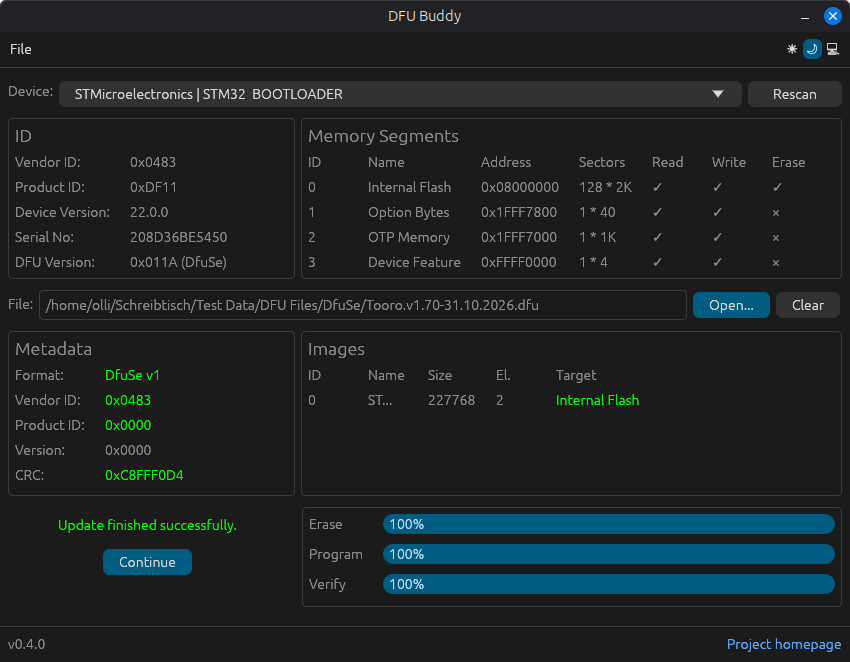 DFU Buddy
File
Device: STMicroelectronics | STM32 BOOTLOADER Rescan
ID
Vendor ID: 0x0483
Product ID: 0xDF11
Device Version: 22.0.0
Serial No: 208D36BE5450
DFU Version: 0x011A (DfuSe)
Memory Segments
ID Name Address Sectors Read Write Erase
0 Internal Flash 0x08000000 128 * 2K ✓ ✓ ✓
1 Option Bytes 0x1FFF7800 1 * 40 ✓ ✓ ×
2 OTP Memory 0x1FFF7000 1 * 1K ✓ ✓ ×
3 Device Feature 0xFFFF0000 1 * 4 ✓ ✓ ×
File: /home/olli/Schreibtisch/Test Data/DFU Files/DfuSe/Tooro.v1.70-31.10.2026.dfu Open... Clear
Metadata
Format: DfuSe v1
Vendor ID: 0x0483
Product ID: 0x0000
Version: 0x0000
CRC: 0xC8FFF0D4
Images
ID Name Size El. Target
0 ST... 227768 2 Internal Flash
Update finished successfully.
Continue
Erase 100%
Program 100%
Verify 100%
v0.4.0 Project homepage